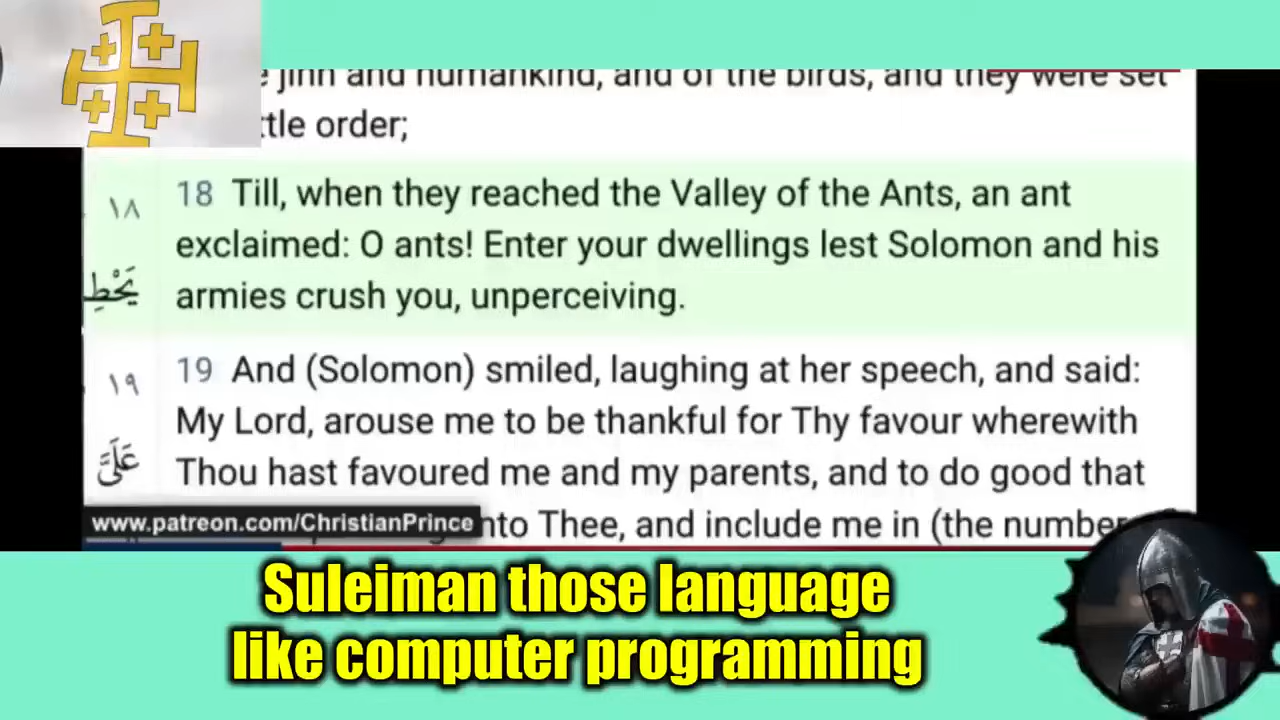 jinn and humankind, and of the birds, and they were set
ttle order;
١٨
18 Till, when they reached the Valley of the Ants, an ant
exclaimed: O ants! Enter your dwellings lest Solomon and his
armies crush you, unperceiving.
يَحْطِ
١٩
19 And (Solomon) smiled, laughing at her speech, and said:
My Lord, arouse me to be thankful for Thy favour wherewith
Thou hast favoured me and my parents, and to do good that
عَلَىَّ
nto Thee, and include me in (the number
www.patreon.com/ChristianPrince
Suleiman those language
like computer programming